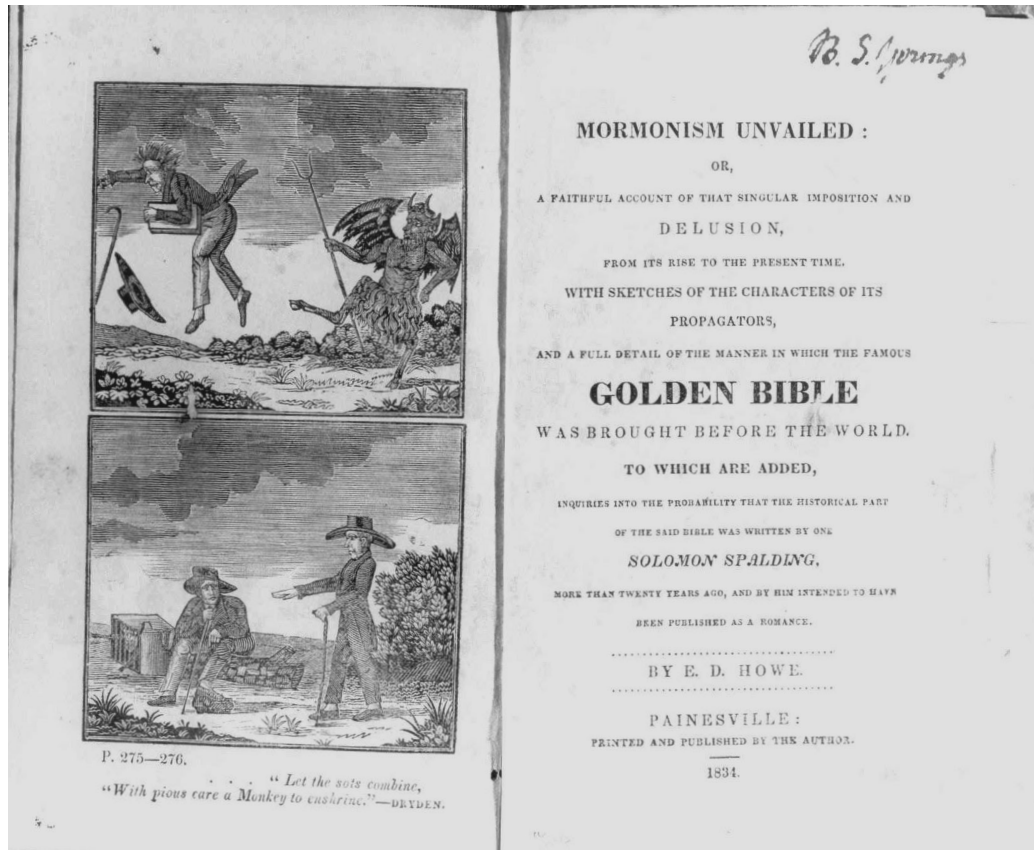 P. 275—276.
. . . "Let the sots combine,
"With pious care a Monkey to enshrine."—DRYDEN.
B. S.
MORMONISM UNVAILED :
OR,
A FAITHFUL ACCOUNT OF THAT SINGULAR IMPOSITION AND
DELUSION,
FROM ITS RISE TO THE PRESENT TIME.
WITH SKETCHES OF THE CHARACTERS OF ITS
PROPAGATORS,
AND A FULL DETAIL OF THE MANNER IN WHICH THE FAMOUS
GOLDEN BIBLE
WAS BROUGHT BEFORE THE WORLD.
TO WHICH ARE ADDED,
INQUIRIES INTO THE PROBABILITY THAT THE HISTORICAL PART
OF THE SAID BIBLE WAS WRITTEN BY ONE
SOLOMON SPALDING,
MORE THAN TWENTY YEARS AGO, AND BY HIM INTENDED TO HAVE
BEEN PUBLISHED AS A ROMANCE.
BY E. D. HOWE.
PAINESVILLE :
PRINTED AND PUBLISHED BY THE AUTHOR.
1834.